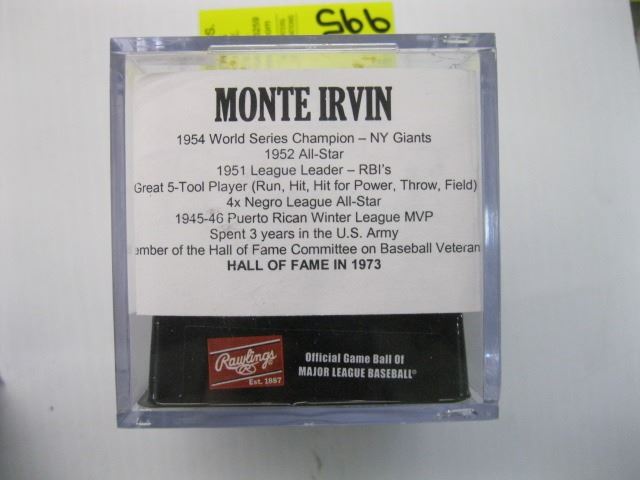 566
MONTE IRVIN
1954 World Series Champion – NY Giants
1952 All-Star
1951 League Leader – RBI's
Great 5-Tool Player (Run, Hit, Hit for Power, Throw, Field)
4x Negro League All-Star
1945-46 Puerto Rican Winter League MVP
Spent 3 years in the U.S. Army
ember of the Hall of Fame Committee on Baseball Veteran
HALL OF FAME IN 1973
Rawlings
Est. 1887
Official Game Ball Of
MAJOR LEAGUE BASEBALL®